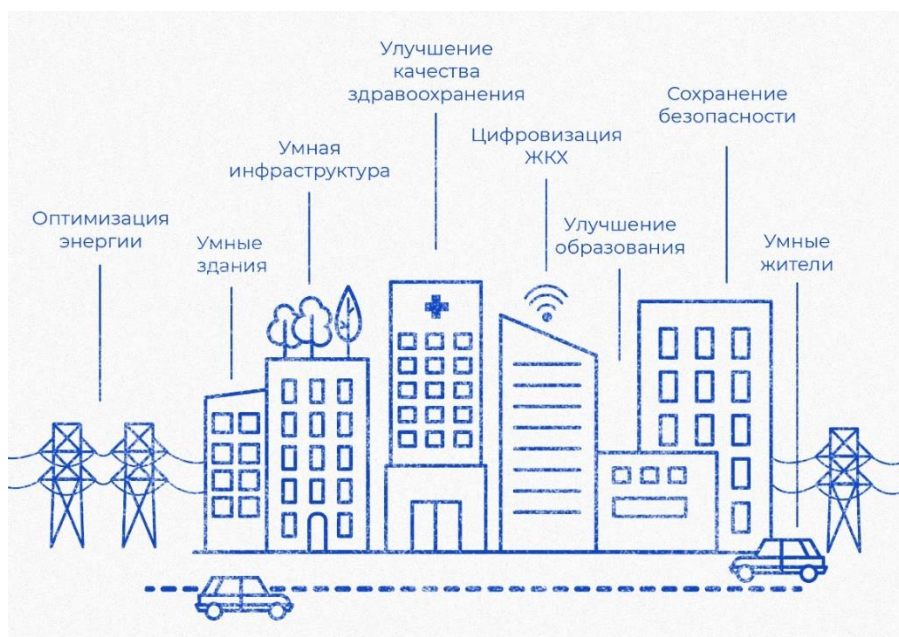 Улучшение
качества
здравоохранения
Сохранение
безопасности
Цифровизация
ЖКХ
Умная
инфраструктура
Оптимизация
энергии
Умные
здания
Улучшение
образования
Умные
жители